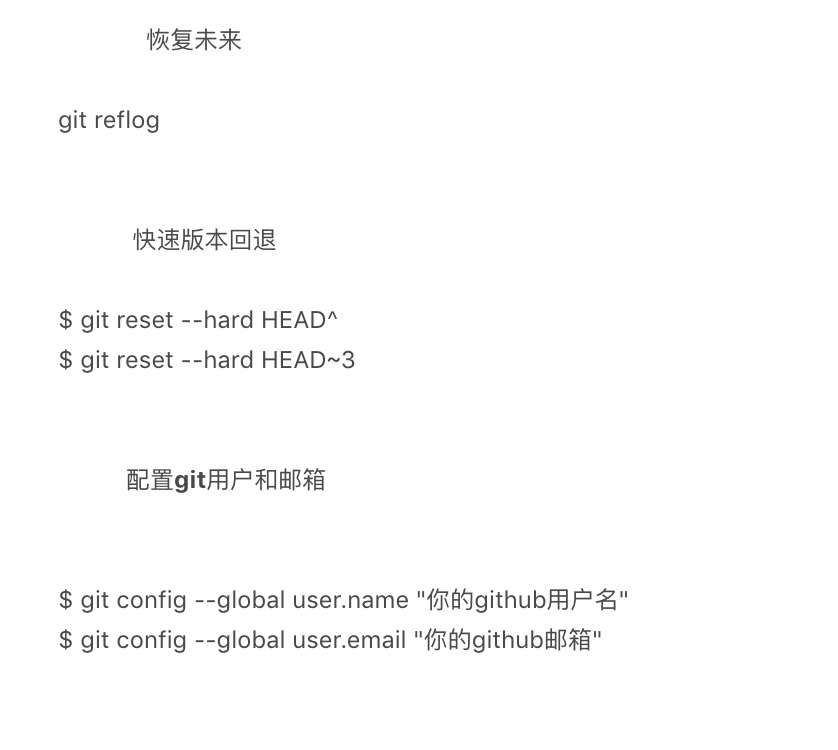 恢复未来
git reflog
快速版本回退
$ git reset --hard HEAD^
$ git reset --hard HEAD~3
配置git用户和邮箱
$ git config --global user.name "你的github用户名"
$ git config --global user.email "你的github邮箱"